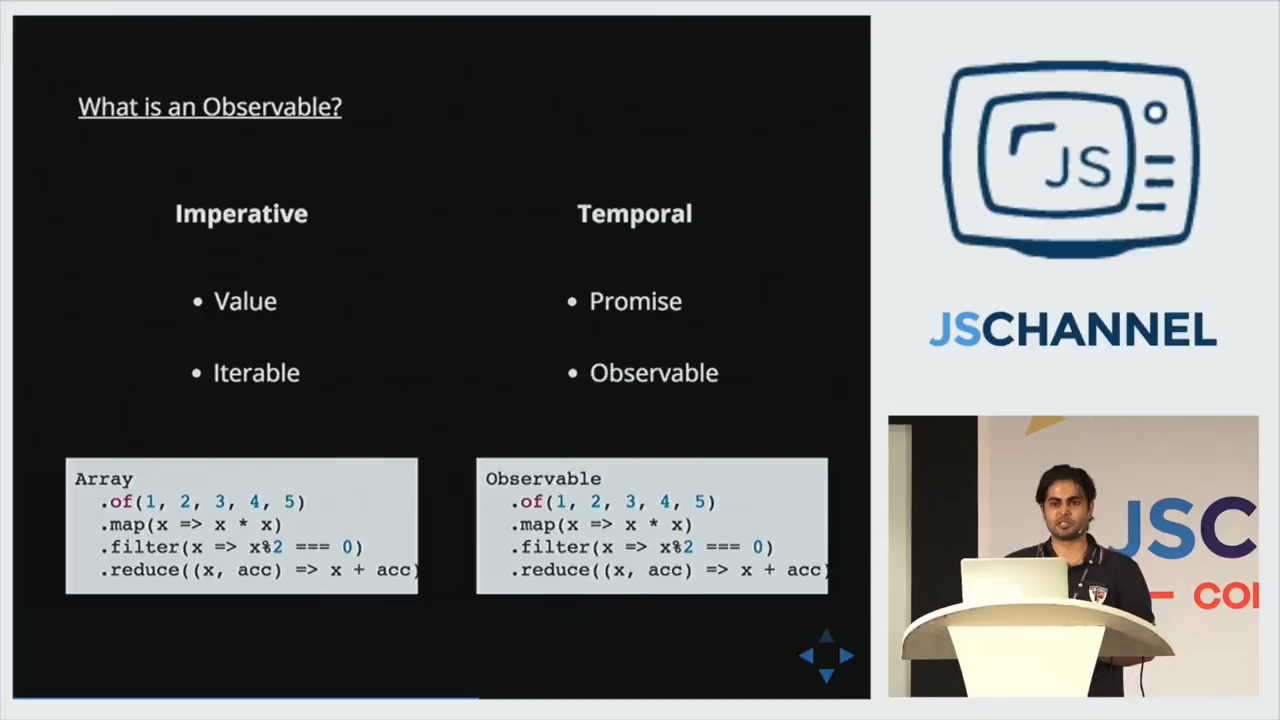 What is an Observable?
Imperative
• Value
• Iterable
Array
.of(1, 2, 3, 4, 5)
.map(x => x * x)
.filter(x => x%2 === 0)
.reduce((x, acc) => x + acc)
Temporal
• Promise
• Observable
Observable
.of(1, 2, 3, 4, 5)
.map(x => x * x)
.filter(x => x%2 === 0)
.reduce((x, acc) => x + acc)
JS
JSCHANNEL
JSC
COI